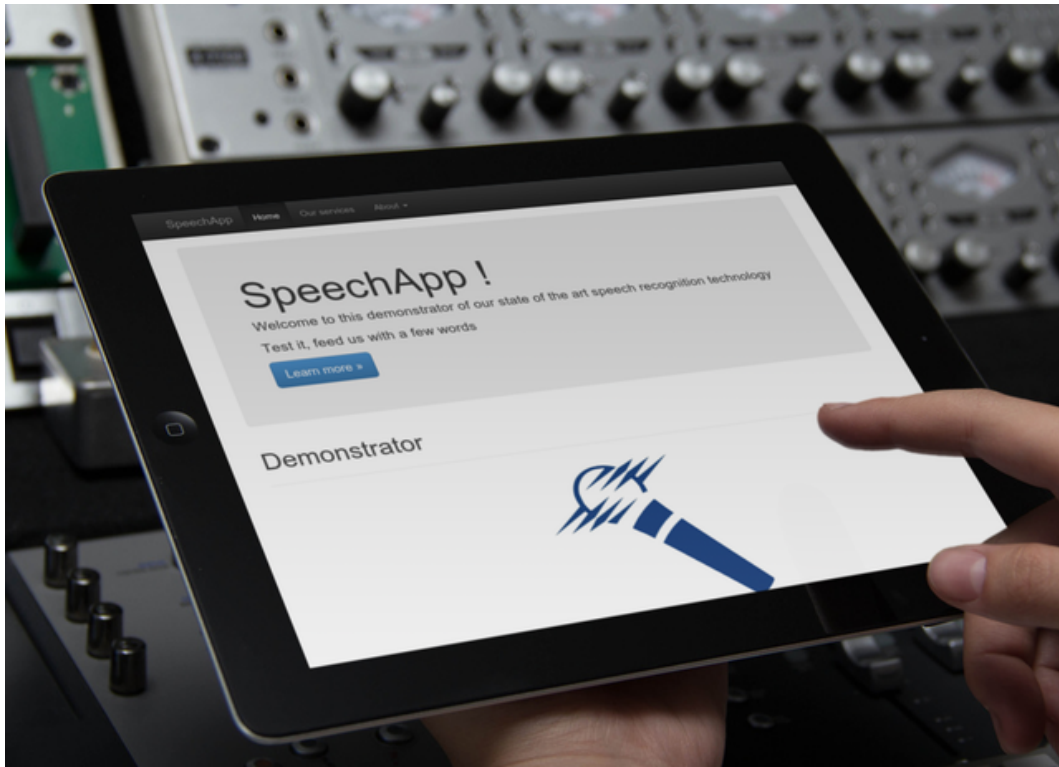 SpeechApp Home Our services About
SpeechApp !
Welcome to this demonstrator of our state of the art speech recognition technology
Test it, feed us with a few words
Learn more »
Demonstrator